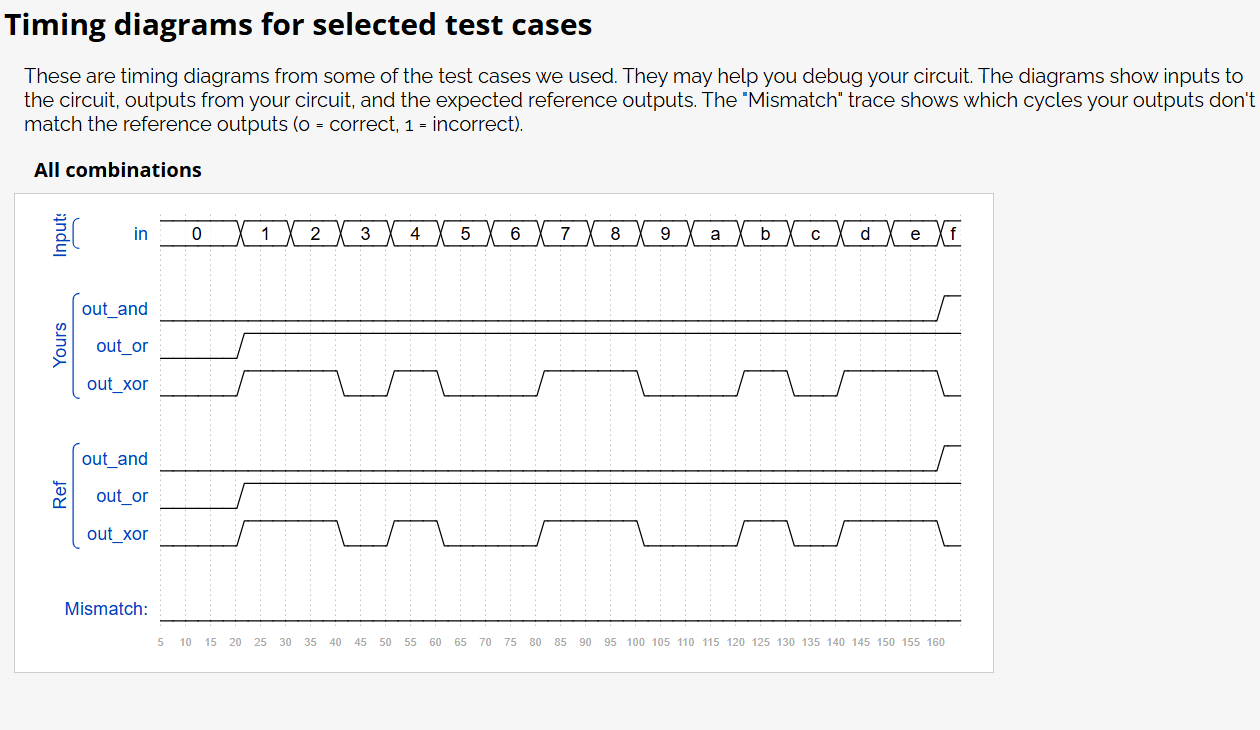 Timing diagrams for selected test cases
These are timing diagrams from some of the test cases we used. They may help you debug your circuit. The diagrams show inputs to
the circuit, outputs from your circuit, and the expected reference outputs. The "Mismatch" trace shows which cycles your outputs don't
match the reference outputs (0 = correct, 1 = incorrect).
All combinations
Inputs
in 0 1 2 3 4 5 6 7 8 9 a b c d e f
Yours
out_and
out_or
out_xor
Ref
out_and
out_or
out_xor
Mismatch:
5 10 15 20 25 30 35 40 45 50 55 60 65 70 75 80 85 90 95 100 105 110 115 120 125 130 135 140 145 150 155 160